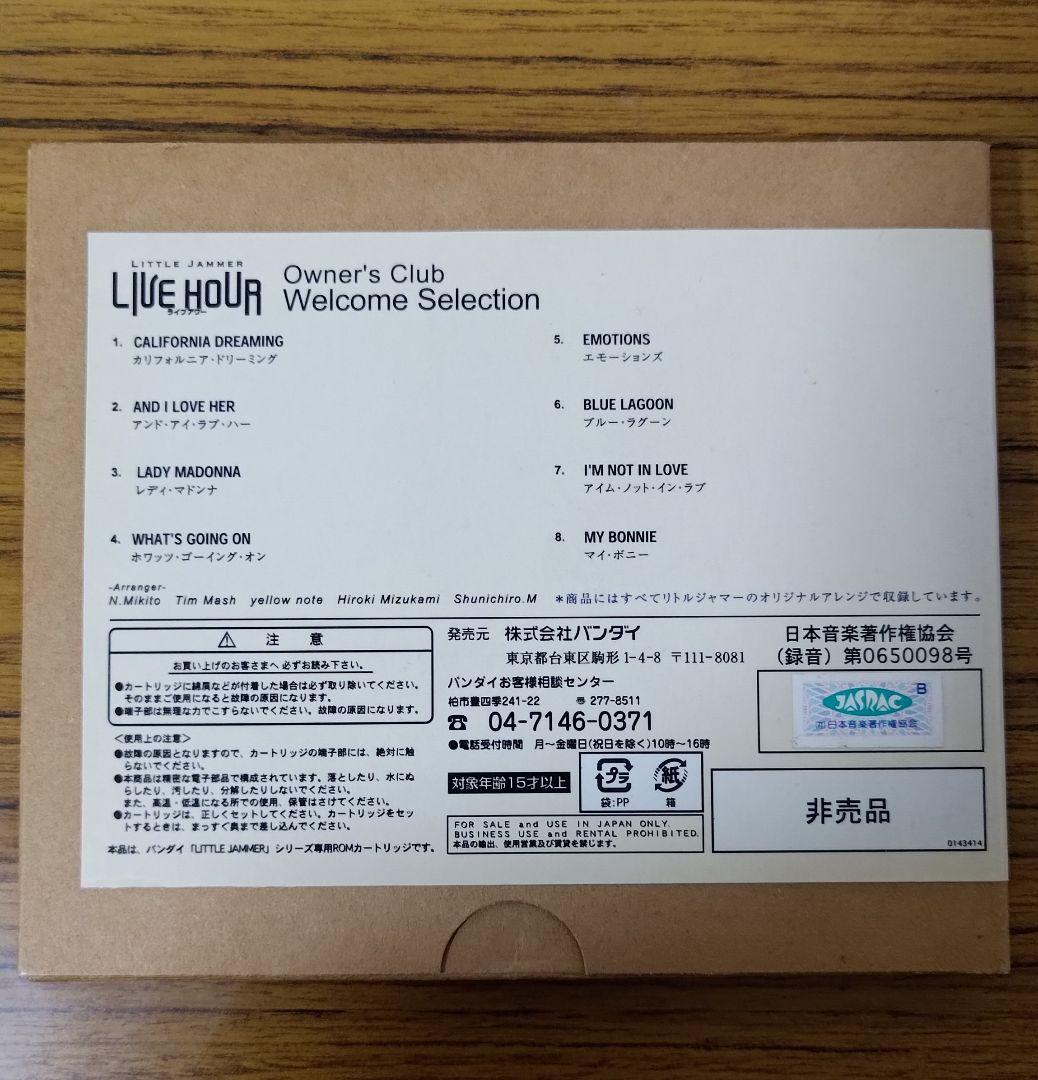 LITTLE JAMMER
LIVE HOUR
ライブアワー
Owner's Club
Welcome Selection
1. CALIFORNIA DREAMING
カリフォルニア・ドリーミング
2. AND I LOVE HER
アンド・アイ・ラブ・ハー
3. LADY MADONNA
レディ・マドンナ
4. WHAT'S GOING ON
ホワッツ・ゴーイング・オン
5. EMOTIONS
エモーションズ
6. BLUE LAGOON
ブルー・ラグーン
7. I'M NOT IN LOVE
アイム・ノット・イン・ラブ
8. MY BONNIE
マイ・ボニー
-Arranger-
N.Mikito Tim Mash yellow note Hiroki Mizukami Shunichiro.M
*商品にはすべてリトルジャマーのオリジナルアレンジで収録しています。
⚠ 注 意
お買い上げのお客さまへ 必ずお読み下さい。
●カートリッジに綿屑などが付着した場合は必ず取り除いてください。
そのままご使用になると故障の原因になります。
●端子部は無理な力でこすらないでください。故障の原因になります。
<使用上の注意>
●故障の原因となりますので、カートリッジの端子部には、絶対に触
らないでください。
●本商品は精密な電子部品で構成されています。落としたり、水にぬ
らしたり、汚したり、分解したりしないでください。
また、高温・低温になる所での使用、保管はさけてください。
●カートリッジは、正しくセットしてください。カートリッジをセッ
トするときは、まっすぐ奥まで差し込んでください。
本品は、バンダイ「LITTLE JAMMER」シリーズ専用ROMカートリッジです。
発売元 株式会社バンダイ
東京都台東区駒形1-4-8 〒111-8081
バンダイお客様相談センター
柏市豊四季241-22 〒277-8511
☎ 04-7146-0371
●電話受付時間 月〜金曜日(祝日を除く)10時〜16時
対象年齢15才以上
プラ
袋:PP
紙
箱
FOR SALE and USE IN JAPAN ONLY.
BUSINESS USE and RENTAL PROHIBITED.
本品の輸出、使用営業及び賃貸を禁じます。
日本音楽著作権協会
(録音)第0650098号
B
JASRAC
日本音楽著作権協会
非売品
0143414